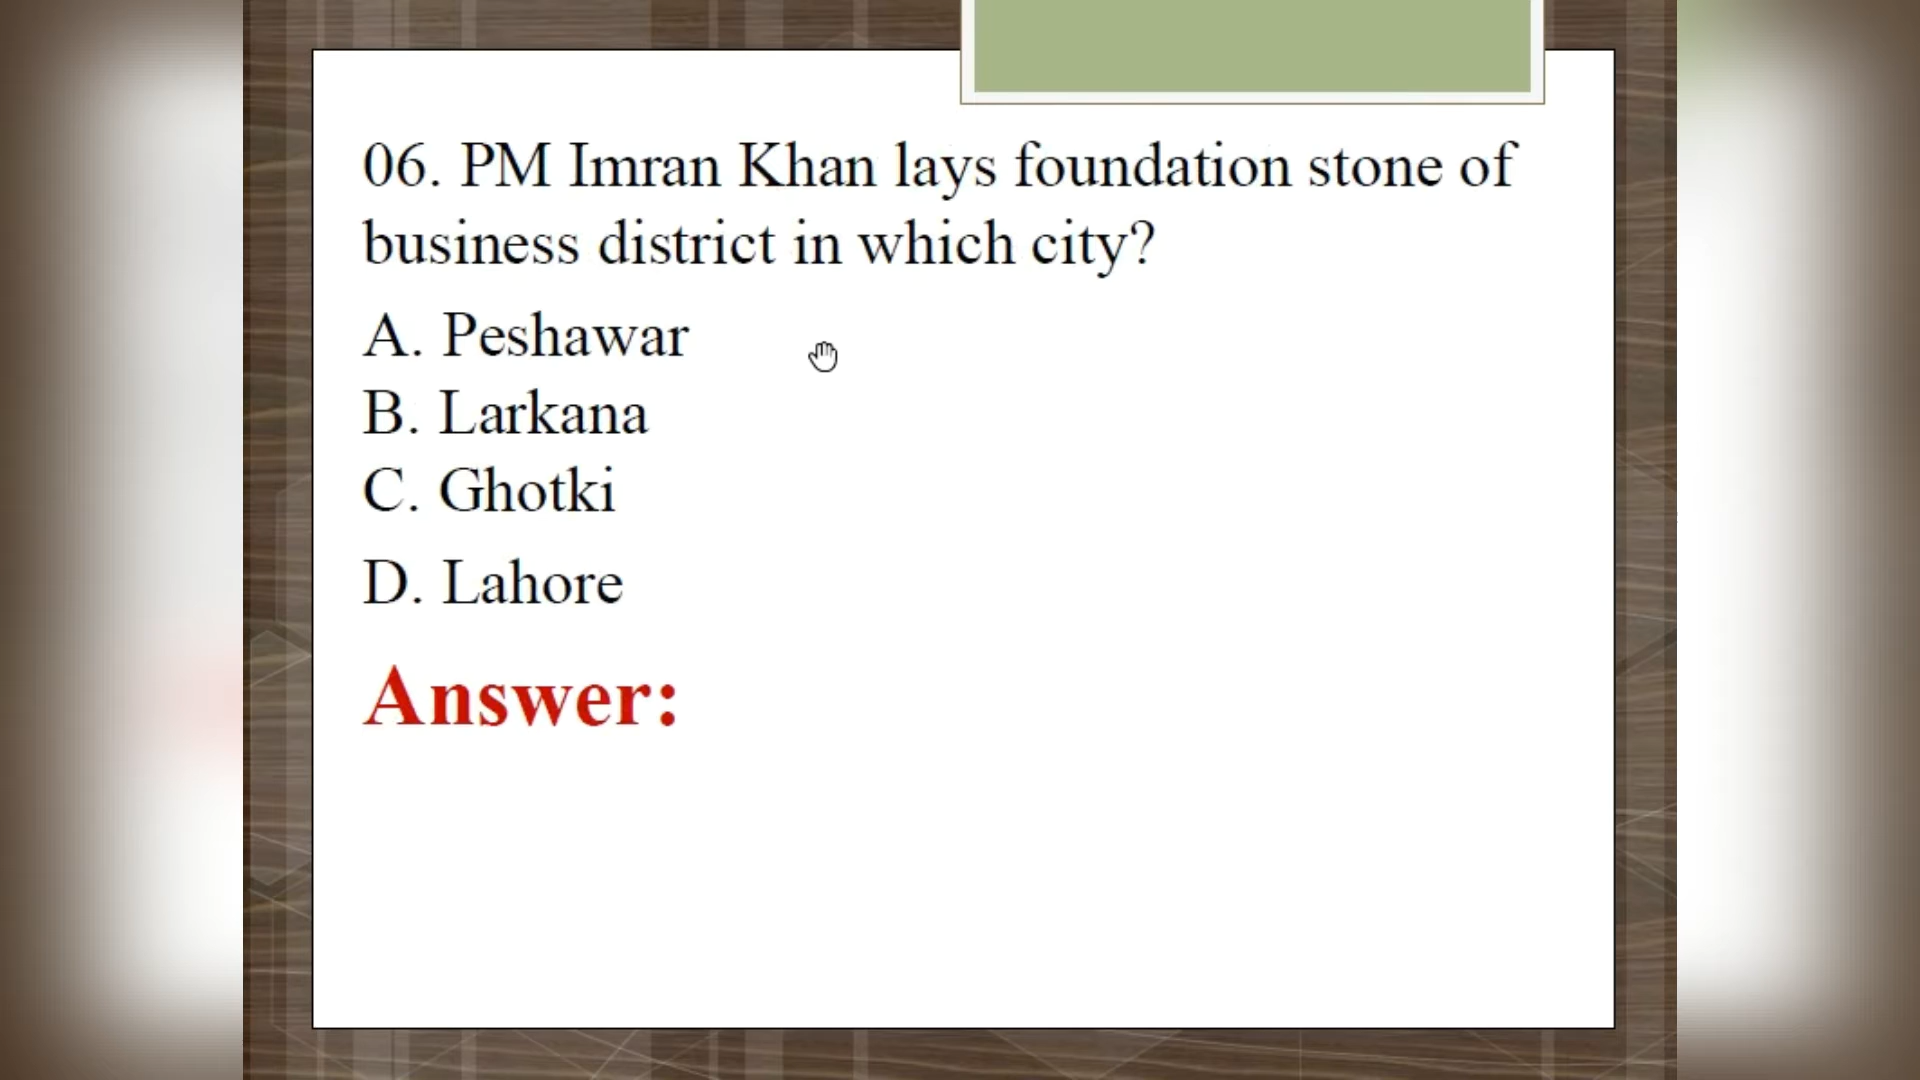 06. PM Imran Khan lays foundation stone of
business district in which city?
A. Peshawar
B. Larkana
C. Ghotki
D. Lahore
Answer: